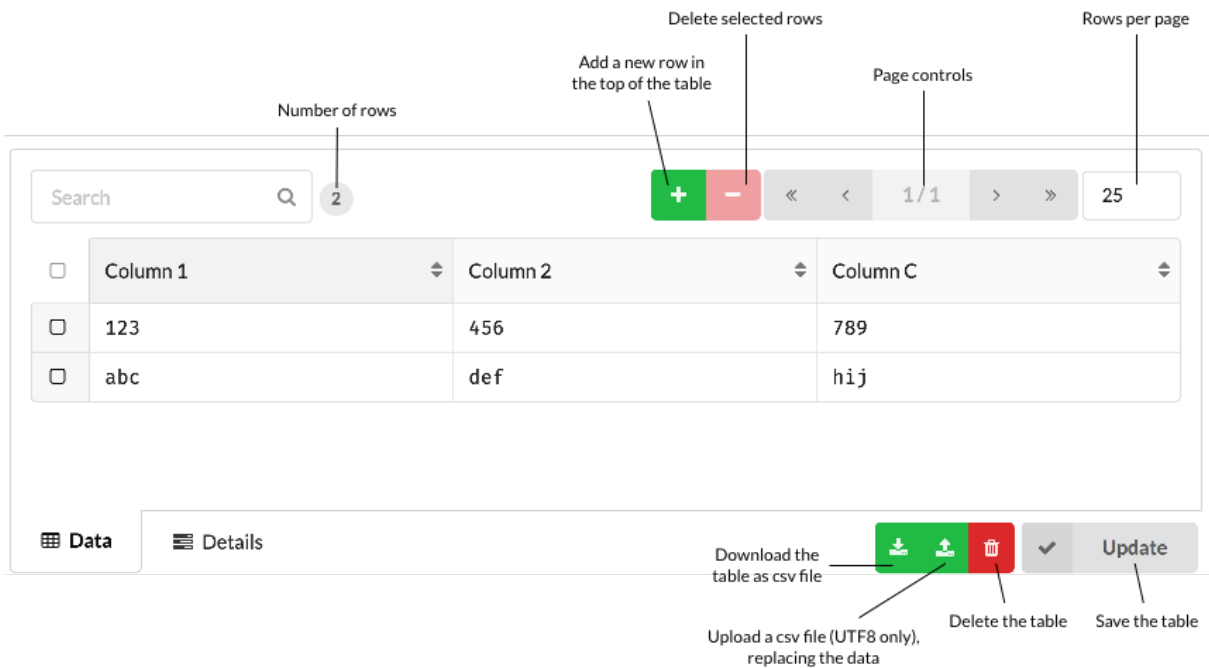 Delete selected rows
Rows per page
Add a new row in
the top of the table
Page controls
Number of rows
Search
2
+
−
«
‹
1/1
›
»
25
Column 1
Column 2
Column C
123
456
789
abc
def
hij
Data
Details
Update
Download the
table as csv file
Upload a csv file (UTF8 only),
replacing the data
Delete the table
Save the table